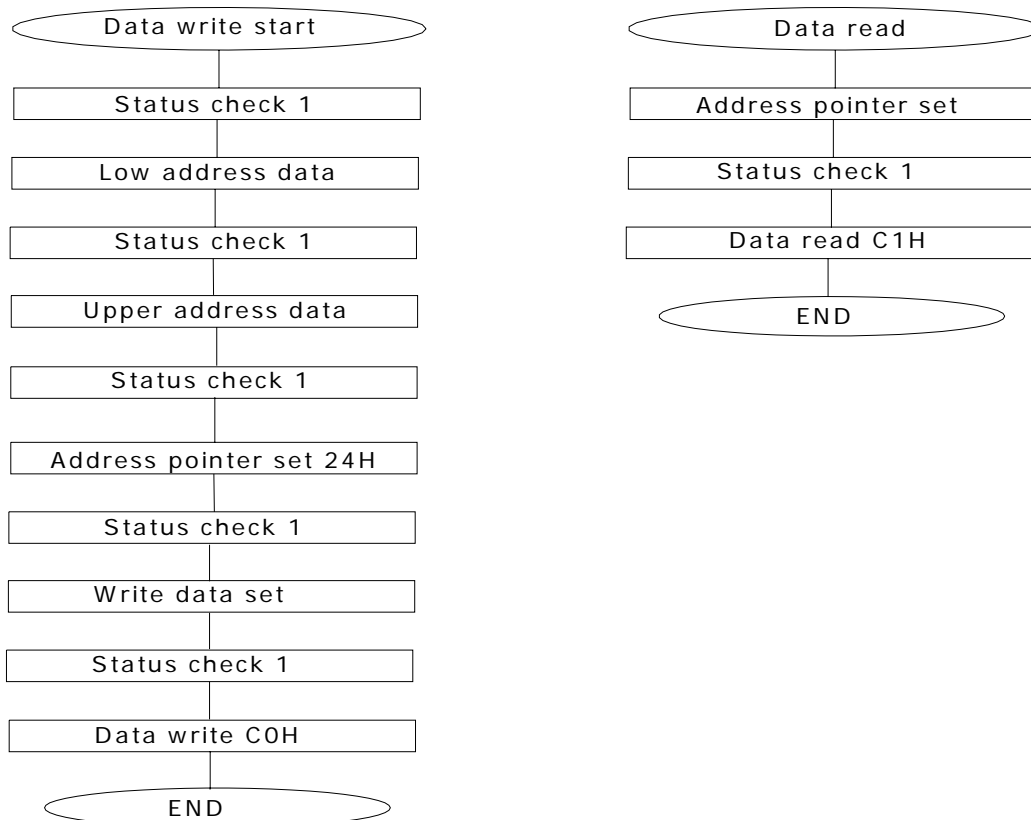 Data write start
Status check 1
Low address data
Status check 1
Upper address data
Status check 1
Address pointer set 24H
Status check 1
Write data set
Status check 1
Data write C0H
END
Data read
Address pointer set
Status check 1
Data read C1H
END